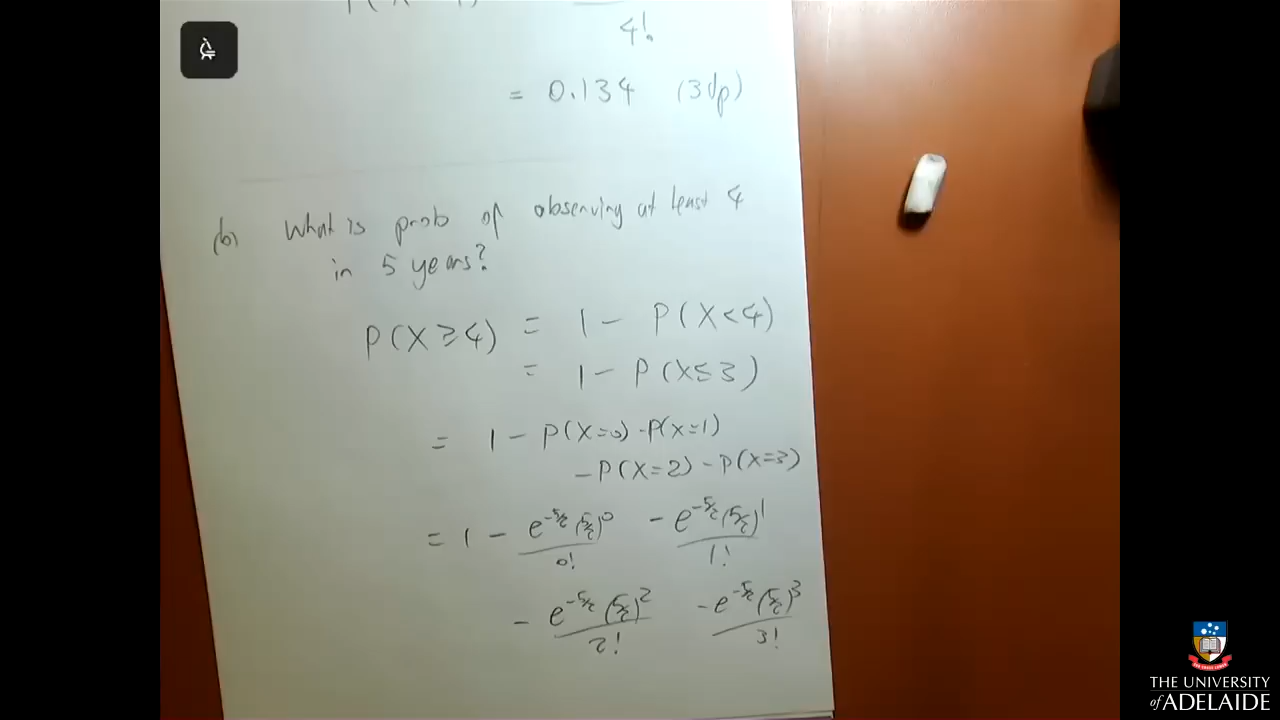 4!
= 0.134 (3dp)
(b) What is prob of observing at least 4
in 5 years?
P(X ≥ 4) = 1 - P(X < 4)
= 1 - P(X ≤ 3)
= 1 - P(X=0) - P(X=1)
- P(X=2) - P(X=3)
= 1 - e^{-5/2} (5/2)^0 / 0! - e^{-5/2} (5/2)^1 / 1!
- e^{-5/2} (5/2)^2 / 2! - e^{-5/2} (5/2)^3 / 3!
THE UNIVERSITY
of ADELAIDE